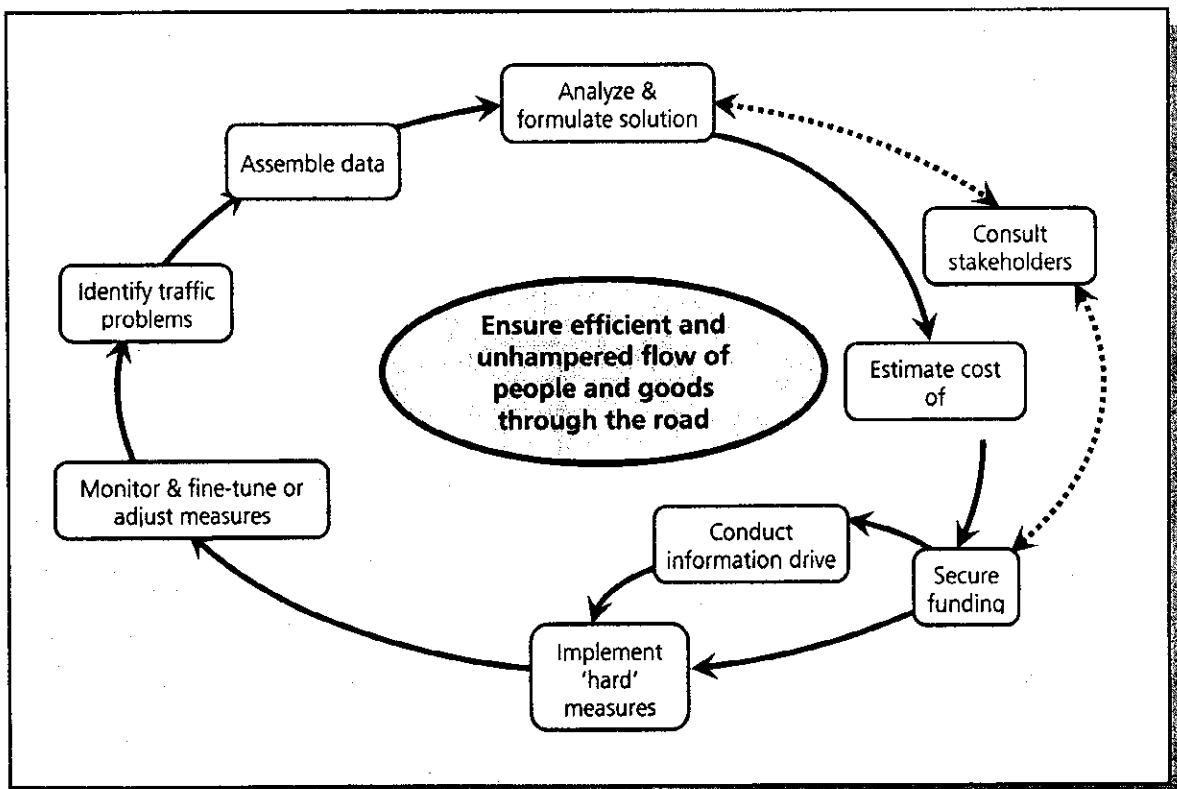 Analyze &
formulate solution
Assemble data
Consult
stakeholders
Identify traffic
problems
Ensure efficient and
unhampered flow of
people and goods
through the road
Estimate cost
of
Monitor & fine-tune or
adjust measures
Conduct
information drive
Secure
funding
Implement
'hard'
measures